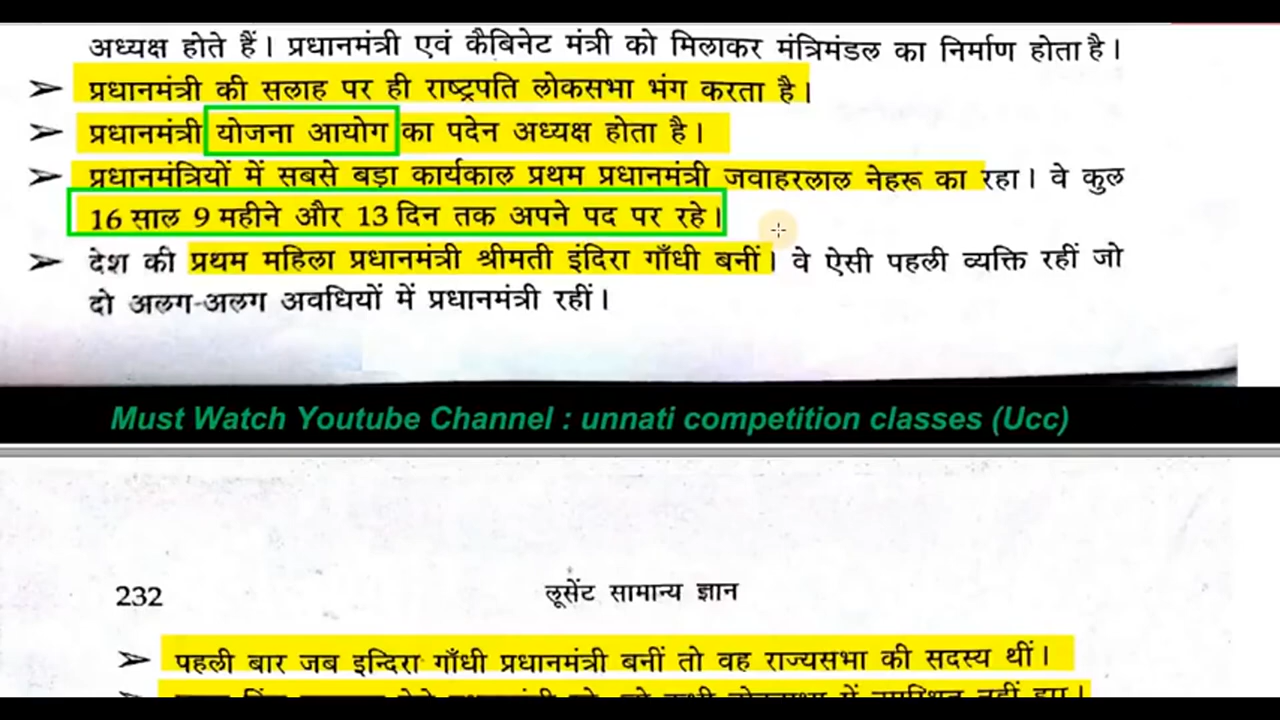 अध्यक्ष होते हैं। प्रधानमंत्री एवं कैबिनेट मंत्री को मिलाकर मंत्रिमंडल का निर्माण होता है।
➢ प्रधानमंत्री की सलाह पर ही राष्ट्रपति लोकसभा भंग करता है।
➢ प्रधानमंत्री योजना आयोग का पदेन अध्यक्ष होता है।
➢ प्रधानमंत्रियों में सबसे बड़ा कार्यकाल प्रथम प्रधानमंत्री जवाहरलाल नेहरू का रहा। वे कुल
16 साल 9 महीने और 13 दिन तक अपने पद पर रहे।
➢ देश की प्रथम महिला प्रधानमंत्री श्रीमती इंदिरा गाँधी बनीं। वे ऐसी पहली व्यक्ति रहीं जो
दो अलग-अलग अवधियों में प्रधानमंत्री रहीं।
Must Watch Youtube Channel : unnati competition classes (Ucc)
232 लूसेंट सामान्य ज्ञान
➢ पहली बार जब इन्दिरा गाँधी प्रधानमंत्री बनीं तो वह राज्यसभा की सदस्य थीं।